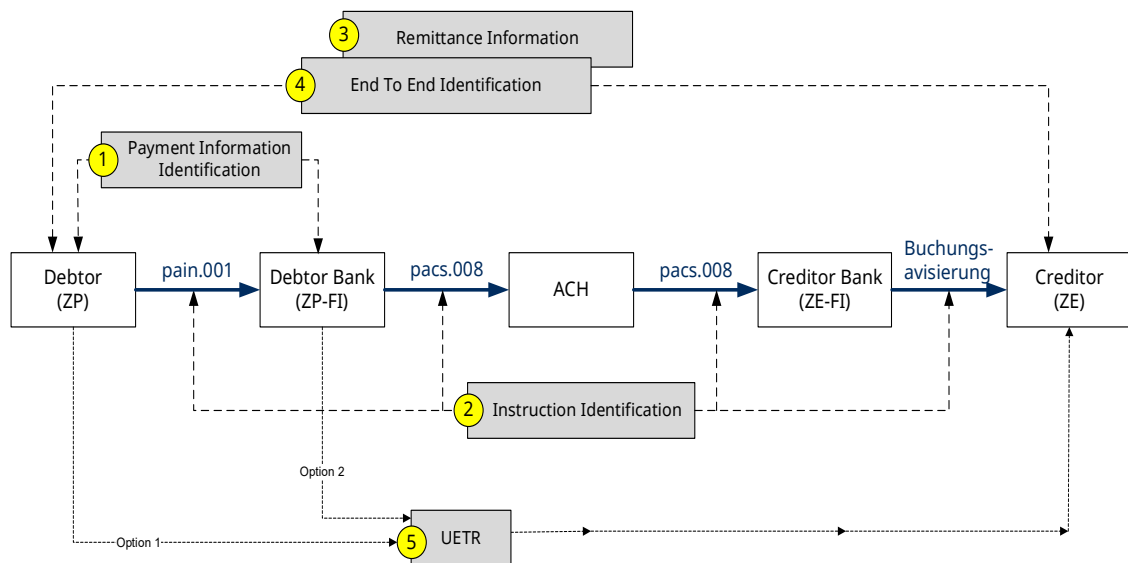 3
Remittance Information
4
End To End Identification
1
Payment Information
Identification
Debtor
(ZP)
pain.001
Debtor Bank
(ZP-FI)
pacs.008
ACH
pacs.008
Creditor Bank
(ZE-FI)
Buchungs-
avisierung
Creditor
(ZE)
2
Instruction Identification
Option 2
Option 1
5
UETR